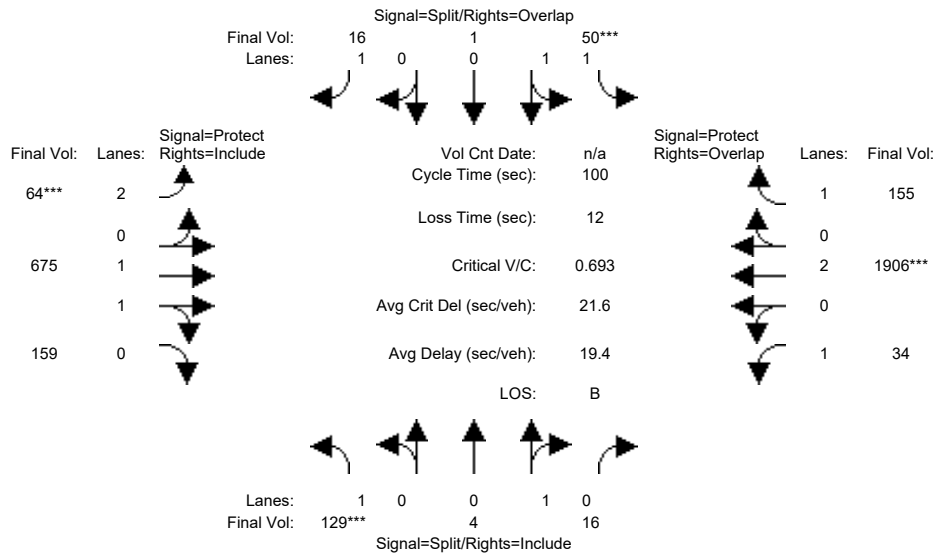 Signal=Split/Rights=Overlap
Final Vol: 16 1 50***
Lanes: 1 0 0 1 1
Signal=Protect
Final Vol: Lanes: Rights=Include
Vol Cnt Date: n/a
Signal=Protect
Rights=Overlap Lanes: Final Vol:
Cycle Time (sec): 100
64*** 2
1 155
Loss Time (sec): 12
0
0
675 1
Critical V/C: 0.693
2 1906***
1
Avg Crit Del (sec/veh): 21.6
0
159 0
Avg Delay (sec/veh): 19.4
1 34
LOS: B
Lanes: 1 0 0 1 0
Final Vol: 129*** 4 16
Signal=Split/Rights=Include